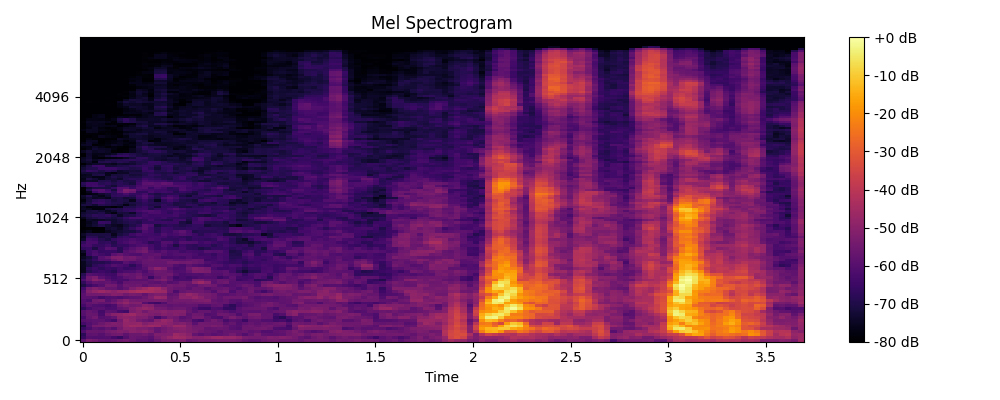 Mel Spectrogram
+0 dB
4096
-10 dB
-20 dB
2048
-30 dB
Hz
1024
-40 dB
-50 dB
512
-60 dB
-70 dB
0
-80 dB
0 0.5 1 1.5 2 2.5 3 3.5
Time